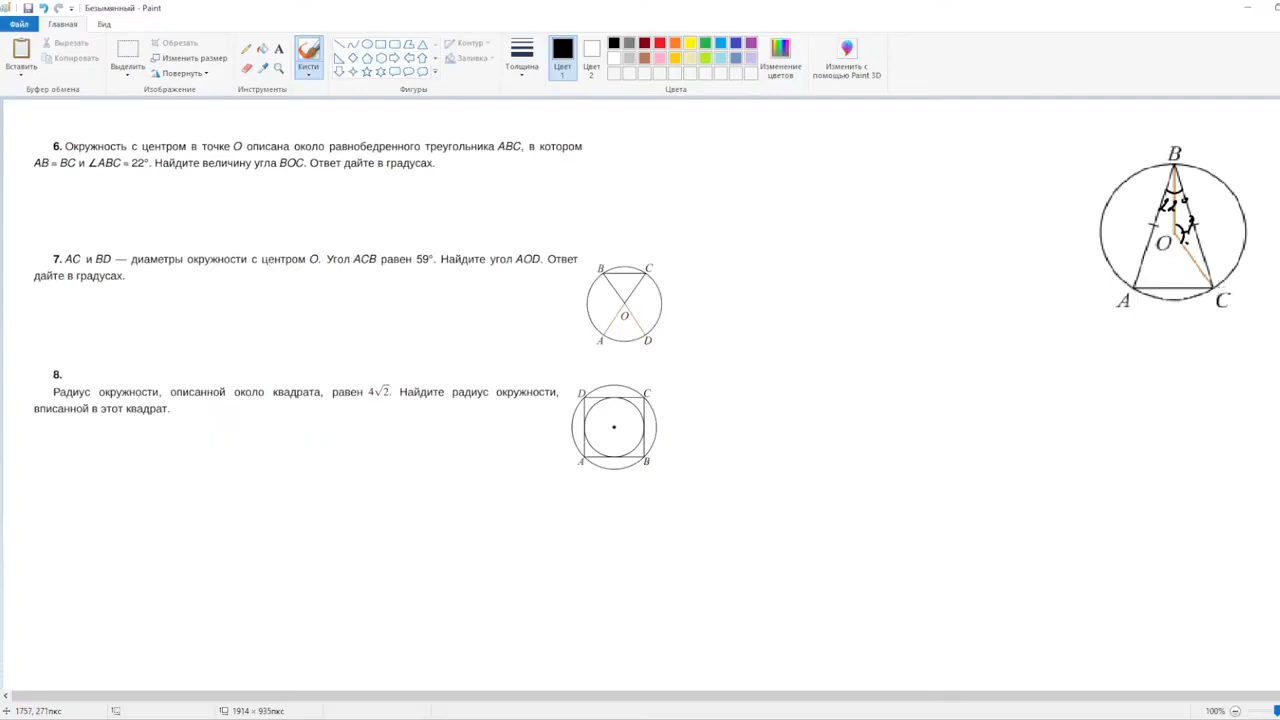 Безымянный - Paint
Файл
Главная
Вид
Вставить
Вырезать
Копировать
Буфер обмена
Выделить
Обрезать
Изменить размер
Повернуть
Изображение
A
Инструменты
Кисти
Контур
Заливка
Фигуры
Толщина
Цвет
1
Цвет
2
Изменение
цветов
Цвета
Изменить с
помощью Paint 3D
6. Окружность с центром в точке O описана около равнобедренного треугольника ABC, в котором
AB = BC и ∠ABC = 22°. Найдите величину угла BOC. Ответ дайте в градусах.
B
22°
?
O
A
C
7. AC и BD — диаметры окружности с центром O. Угол ACB равен 59°. Найдите угол AOD. Ответ
дайте в градусах.
B
C
O
A
D
8.
Радиус окружности, описанной около квадрата, равен 4√2. Найдите радиус окружности,
вписанной в этот квадрат.
D
C
A
B
1757, 271пкс
1914 × 935пкс
100%